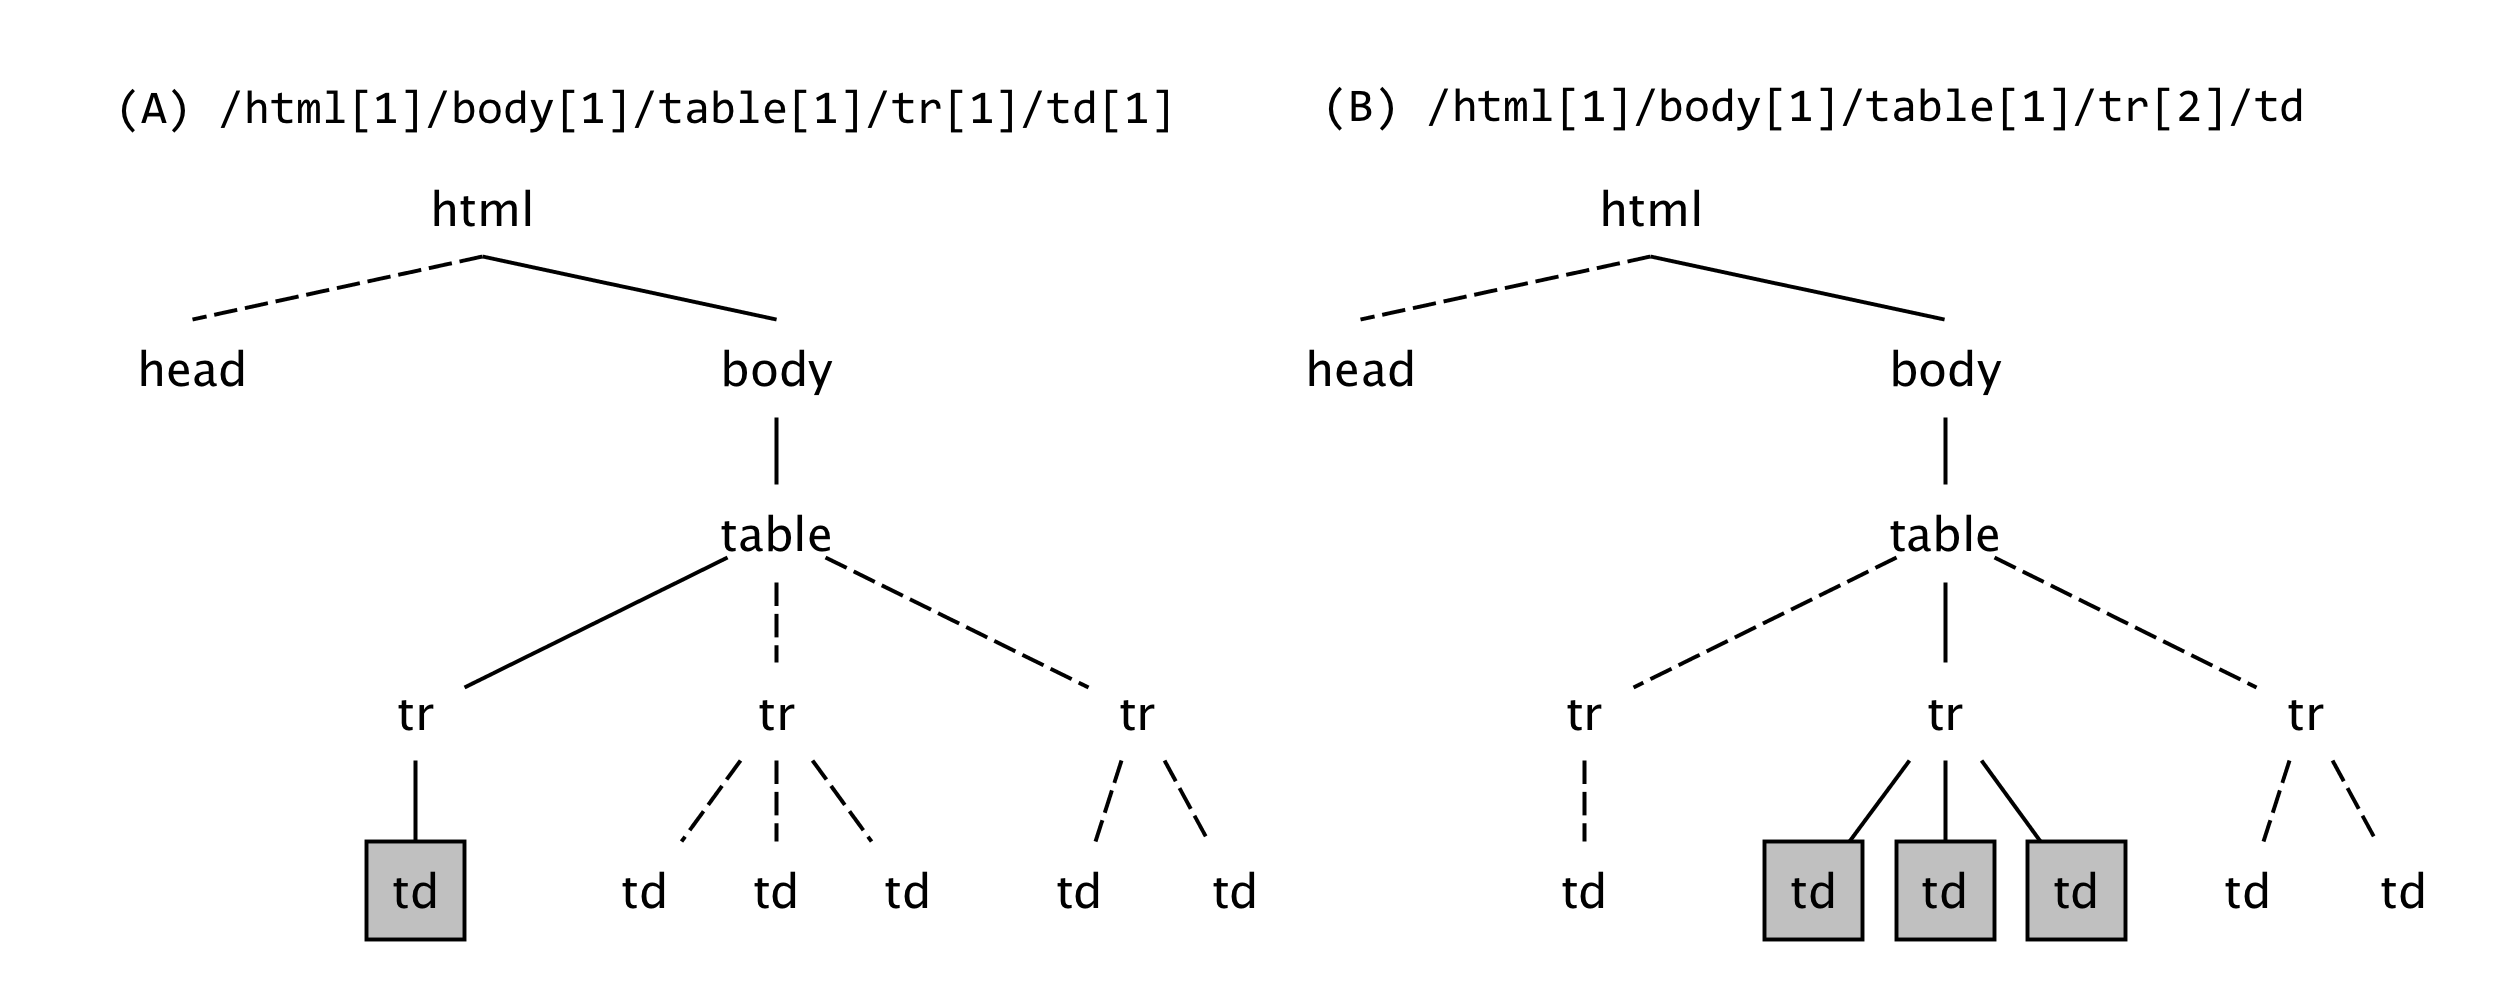 (A) /html[1]/body[1]/table[1]/tr[1]/td[1]
html
head body
table
tr tr tr
td td td td td td
(B) /html[1]/body[1]/table[1]/tr[2]/td
html
head body
table
tr tr tr
td td td td td td